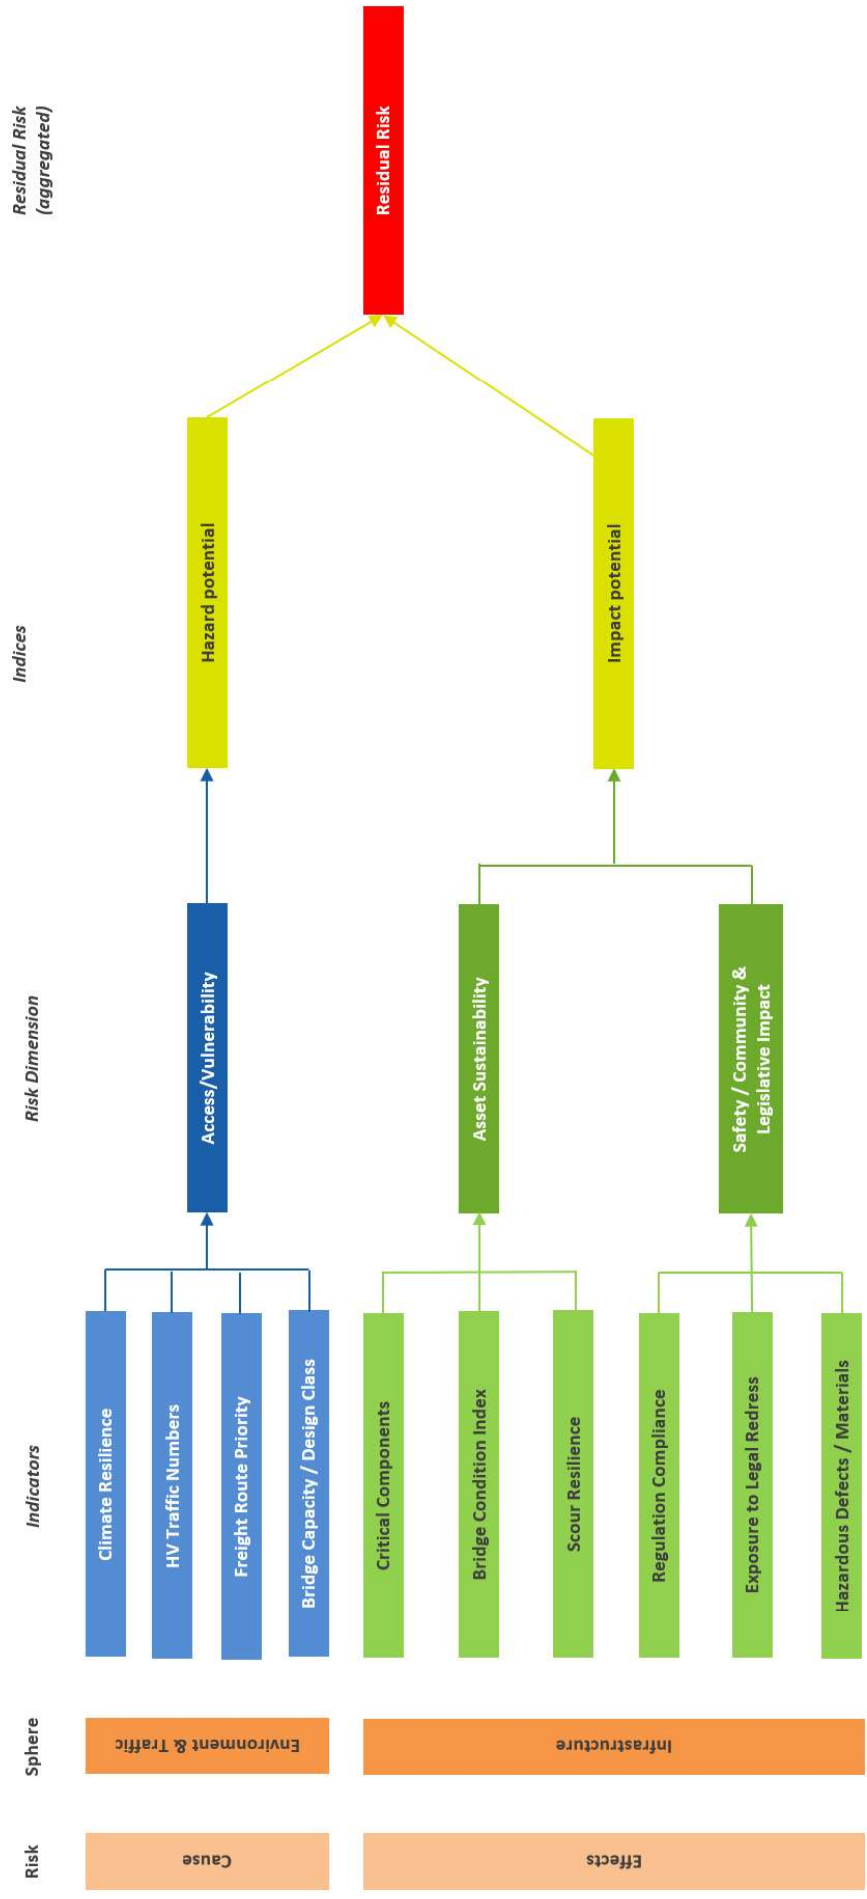 Risk
Sphere
Indicators
Risk Dimension
Indices
Residual Risk
(aggregated)
Cause
Environment & Traffic
Climate Resilience
HV Traffic Numbers
Freight Route Priority
Bridge Capacity / Design Class
Access/Vulnerability
Hazard potential
Residual Risk
Effects
Infrastructure
Critical Components
Bridge Condition Index
Scour Resilience
Asset Sustainability
Impact potential
Regulation Compliance
Exposure to Legal Redress
Hazardous Defects / Materials
Safety / Community &
Legislative Impact